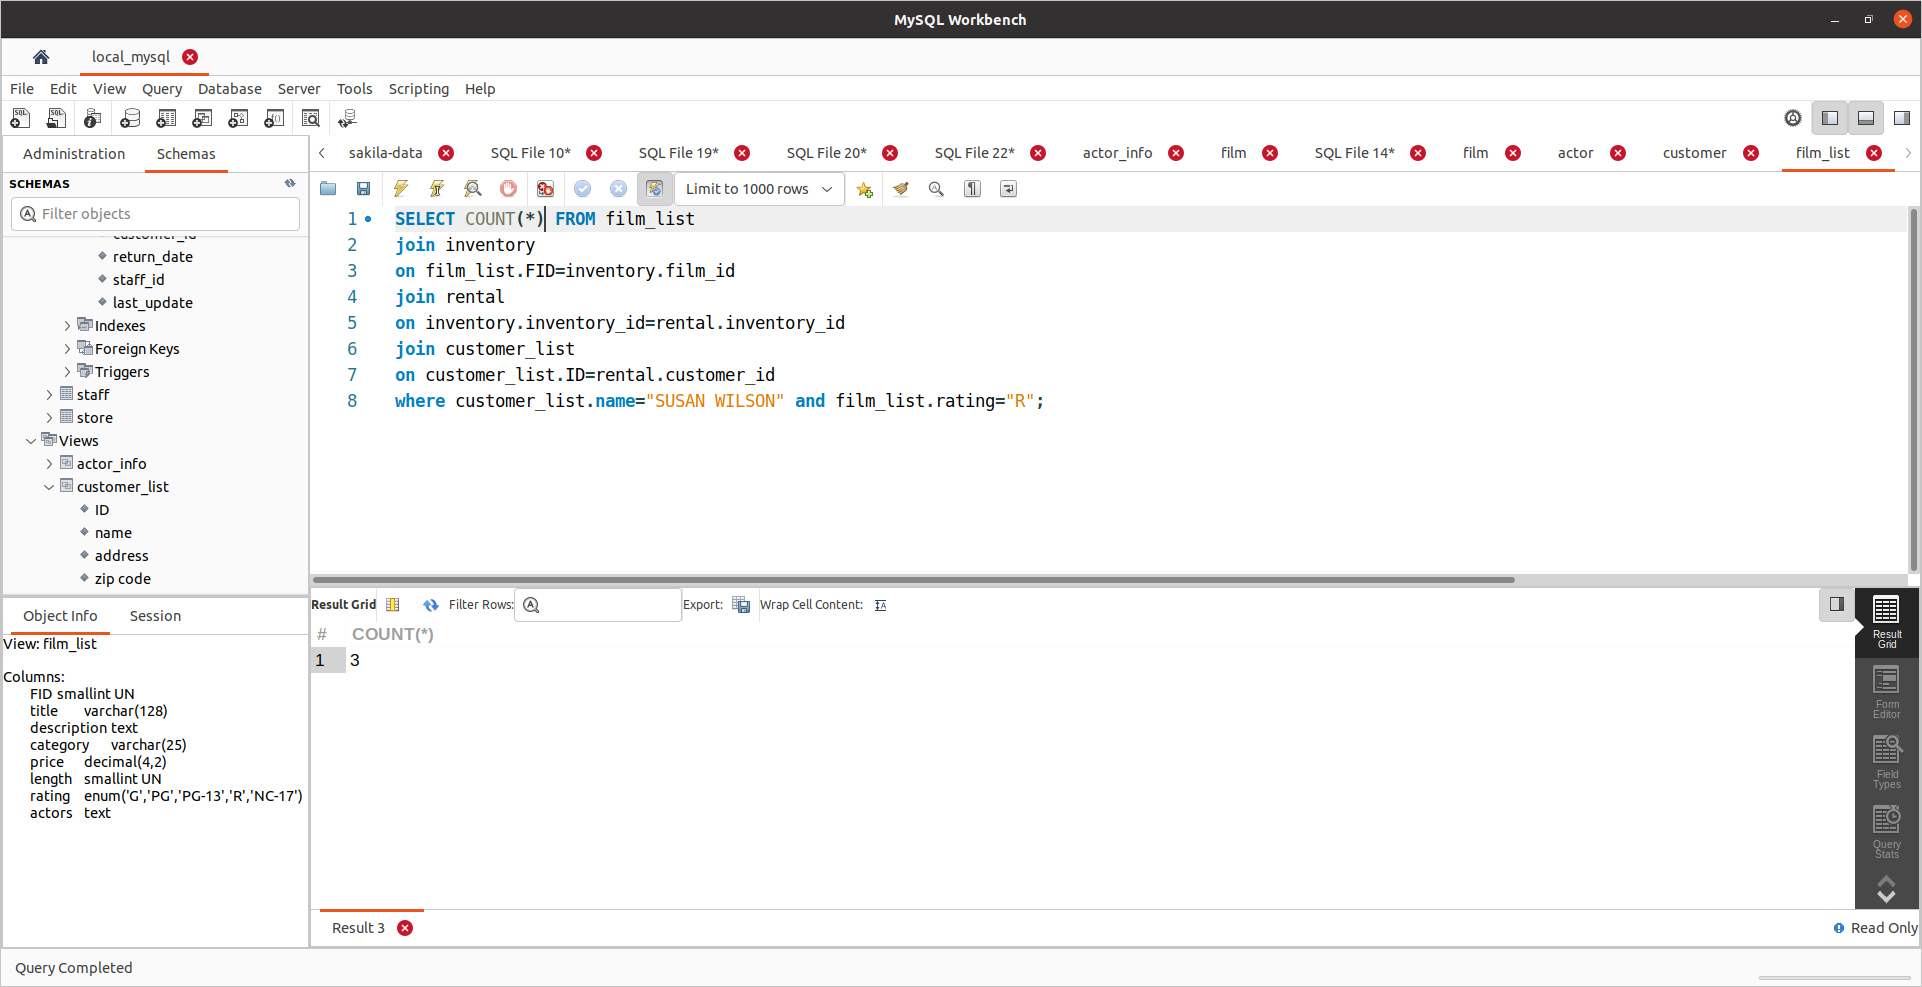 MySQL Workbench
local_mysql
File Edit View Query Database Server Tools Scripting Help
Administration Schemas
sakila-data SQL File 10* SQL File 19* SQL File 20* SQL File 22* actor_info film SQL File 14* film actor customer film_list
SCHEMAS
Filter objects
customer_id
return_date
staff_id
last_update
Indexes
Foreign Keys
Triggers
staff
store
Views
actor_info
customer_list
ID
name
address
zip code
Limit to 1000 rows
1 SELECT COUNT(*) FROM film_list
2 join inventory
3 on film_list.FID=inventory.film_id
4 join rental
5 on inventory.inventory_id=rental.inventory_id
6 join customer_list
7 on customer_list.ID=rental.customer_id
8 where customer_list.name="SUSAN WILSON" and film_list.rating="R";
Object Info Session
View: film_list
Columns:
FID smallint UN
title varchar(128)
description text
category varchar(25)
price decimal(4,2)
length smallint UN
rating enum('G','PG','PG-13','R','NC-17')
actors text
Result Grid Filter Rows: Export: Wrap Cell Content:
# COUNT(*)
1 3
Result
Grid
Form
Editor
Field
Types
Query
Stats
Result 3
Read Only
Query Completed